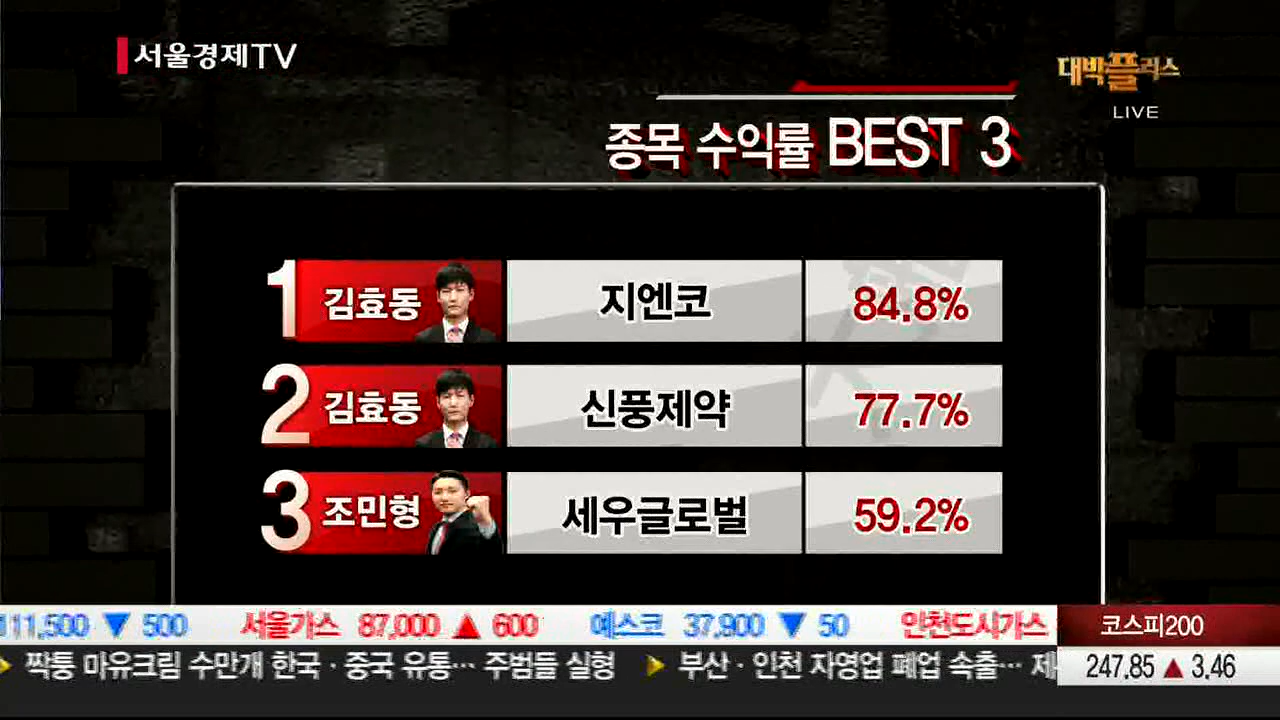 서울경제TV
대박플러스
LIVE
종목 수익률 BEST 3
1 김효동 지엔코 84.8%
2 김효동 신풍제약 77.7%
3 조민형 세우글로벌 59.2%
111,500 ▼ 500 서울가스 87,000 ▲ 600 예스코 37,900 ▼ 50 인천도시가스
코스피200
▶ 짝퉁 마유크림 수만개 한국·중국 유통… 주범들 실형 ▶ 부산·인천 자영업 폐업 속출…
247.85 ▲ 3.46